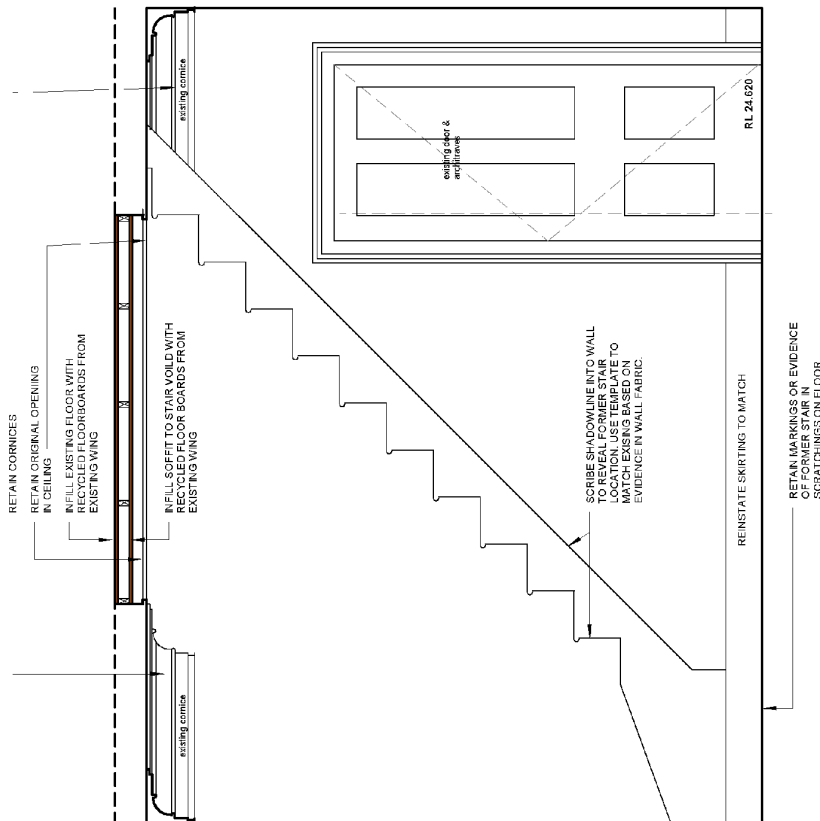 RETAIN CORNICES
RETAIN ORIGINAL OPENING
IN CEILING
INFILL EXISTING FLOOR WITH
RECYCLED FLOORBOARDS FROM
EXISTING WING
INFILL SOFFIT TO STAIR VOILD WITH
RECYCLED FLOOR BOARDS FROM
EXISTING WING
existing cornice
existing cornice
existing door &
architraves
RL 24.620
SCRIBE SHADOWLINE INTO WALL
TO REVEAL FORMER STAIR
LOCATION. USE TEMPLATE TO
MATCH EXISING BASED ON
EVIDENCE IN WALL FABRIC.
REINSTATE SKIRTING TO MATCH
RETAIN MARKINGS OR EVIDENCE
OF FORMER STAIR IN
SCRATCHINGS ON FLOOR